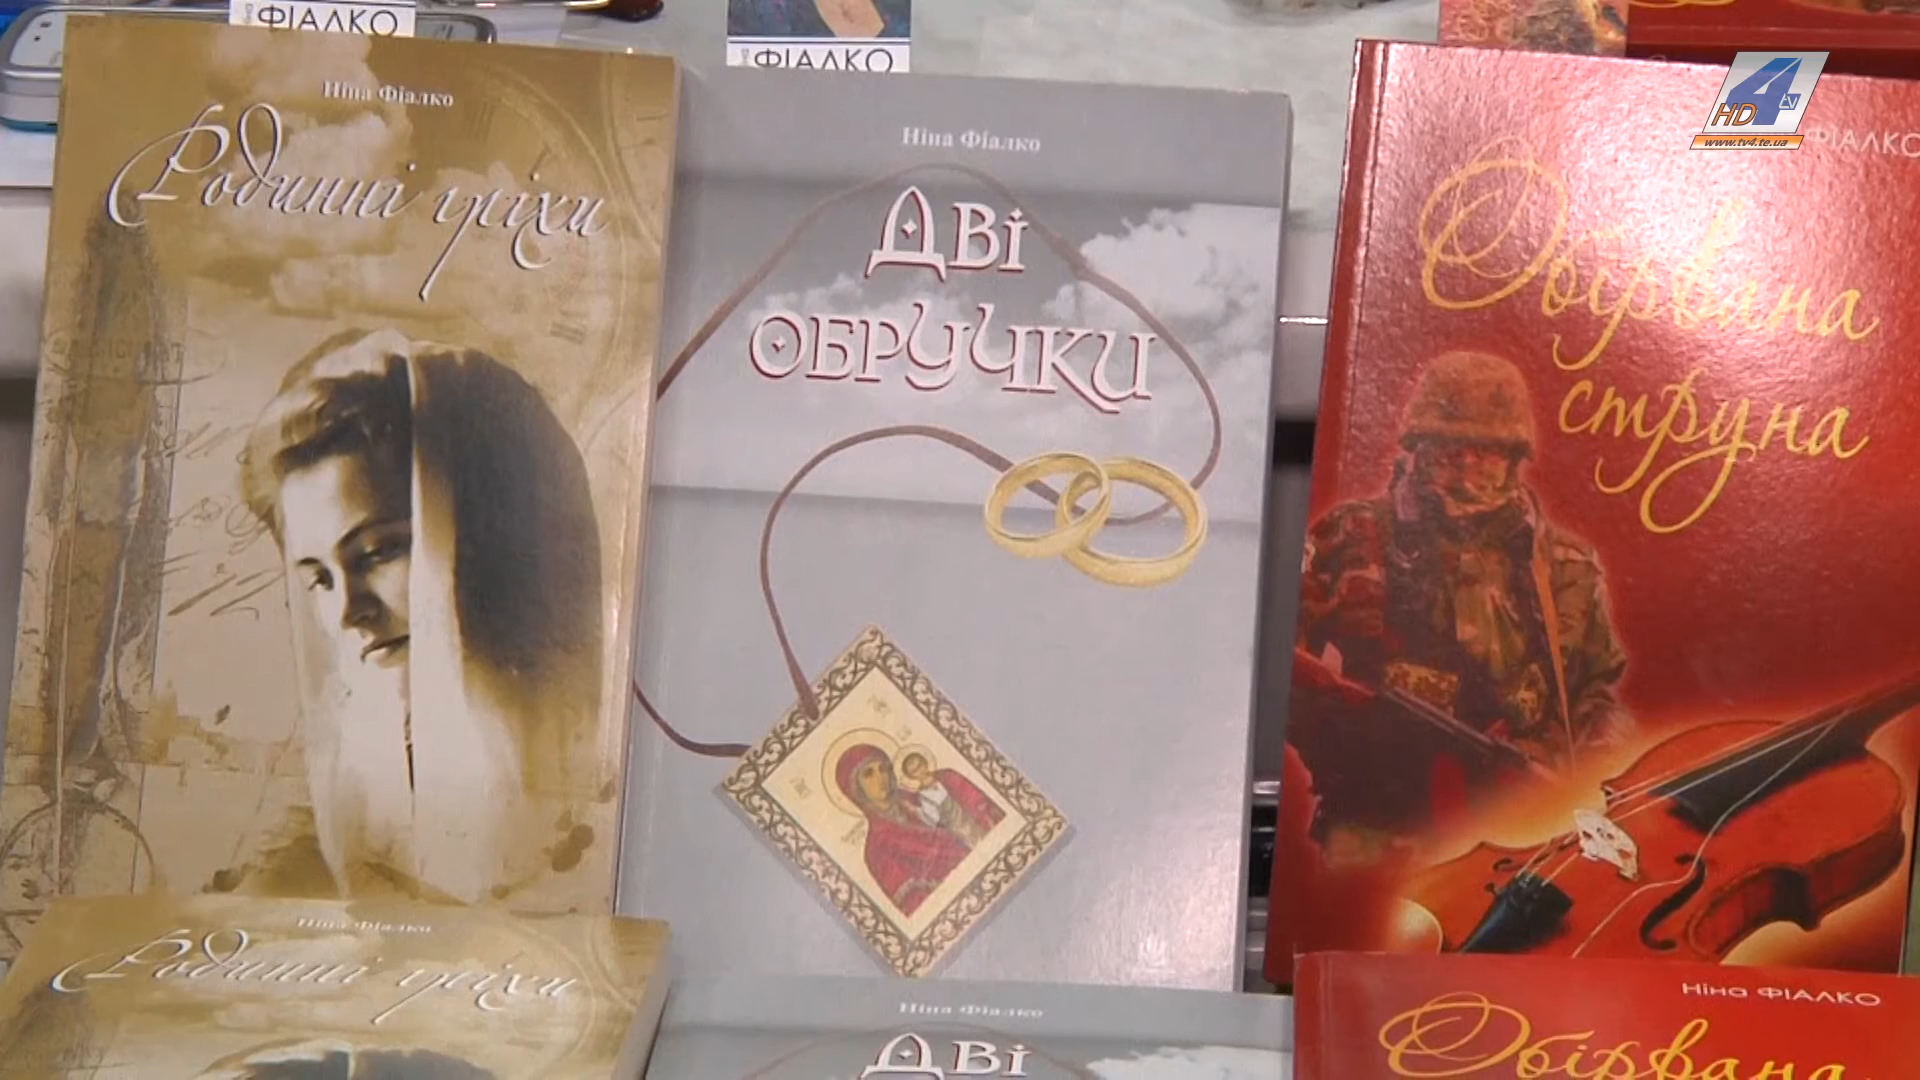 ФІАЛКО
ФІАЛКО
Ніна Фіалко
Родинні гріхи
Ніна Фіалко
Дві
обручки
ФІАЛКО
Обірвана
струна
HD 4 tv
www.tv4.te.ua
Ніна Фіалко
Родинні гріхи
Ніна Фіалко
Дві
Ніна ФІАЛКО
Обірвана